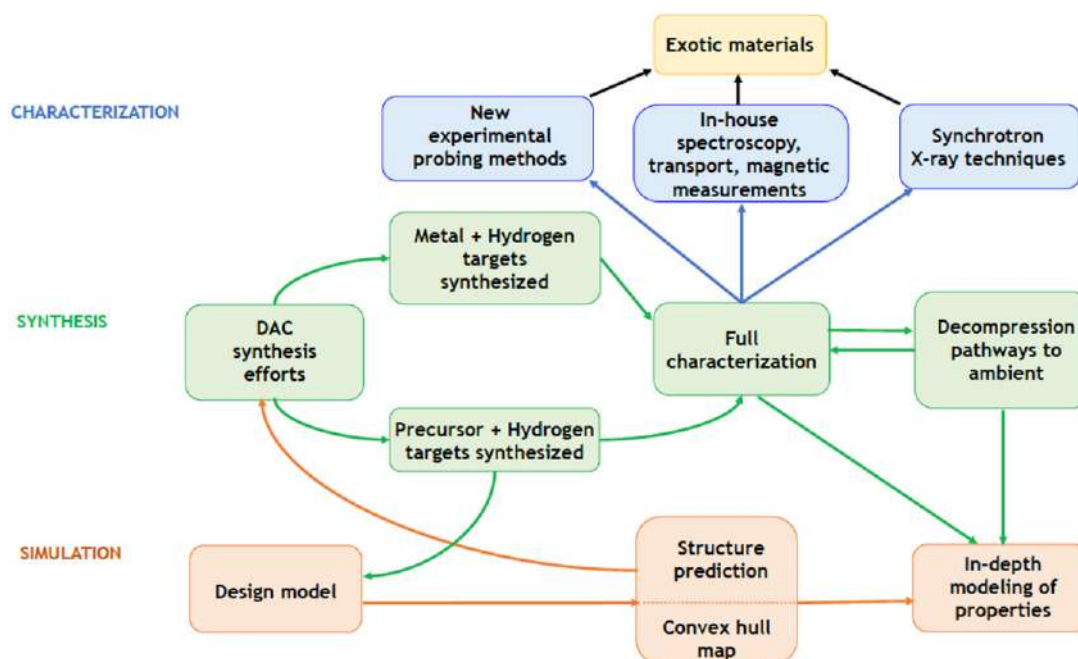 Exotic materials
CHARACTERIZATION
New
experimental
probing methods
In-house
spectroscopy,
transport, magnetic
measurements
Synchrotron
X-ray techniques
Metal + Hydrogen
targets
synthesized
SYNTHESIS
DAC
synthesis
efforts
Full
characterization
Decompression
pathways to
ambient
Precursor + Hydrogen
targets synthesized
SIMULATION
Design model
Structure
prediction
Convex hull
map
In-depth
modeling of
properties